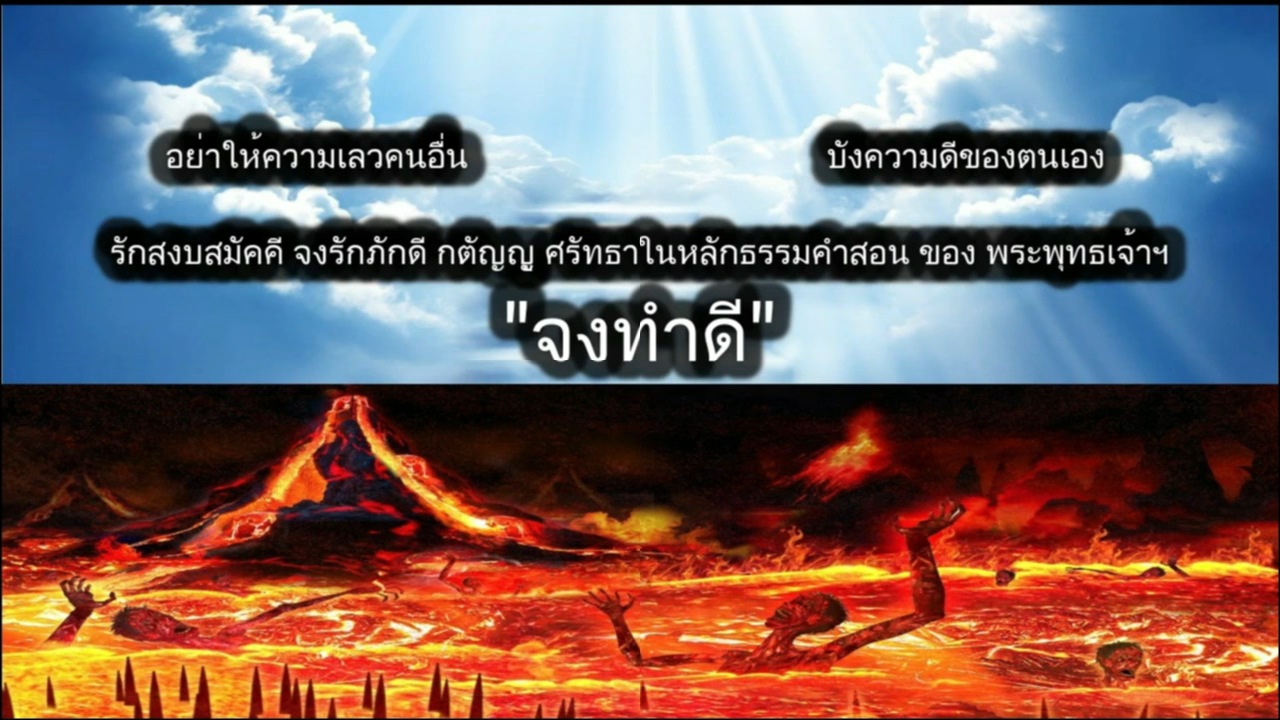 อย่าให้ความเลวคนอื่น บังความดีของตนเอง
รักสงบสมัคคี จงรักภักดี กตัญญู ศรัทธาในหลักธรรมคำสอน ของ พระพุทธเจ้าฯ
"จงทำดี"